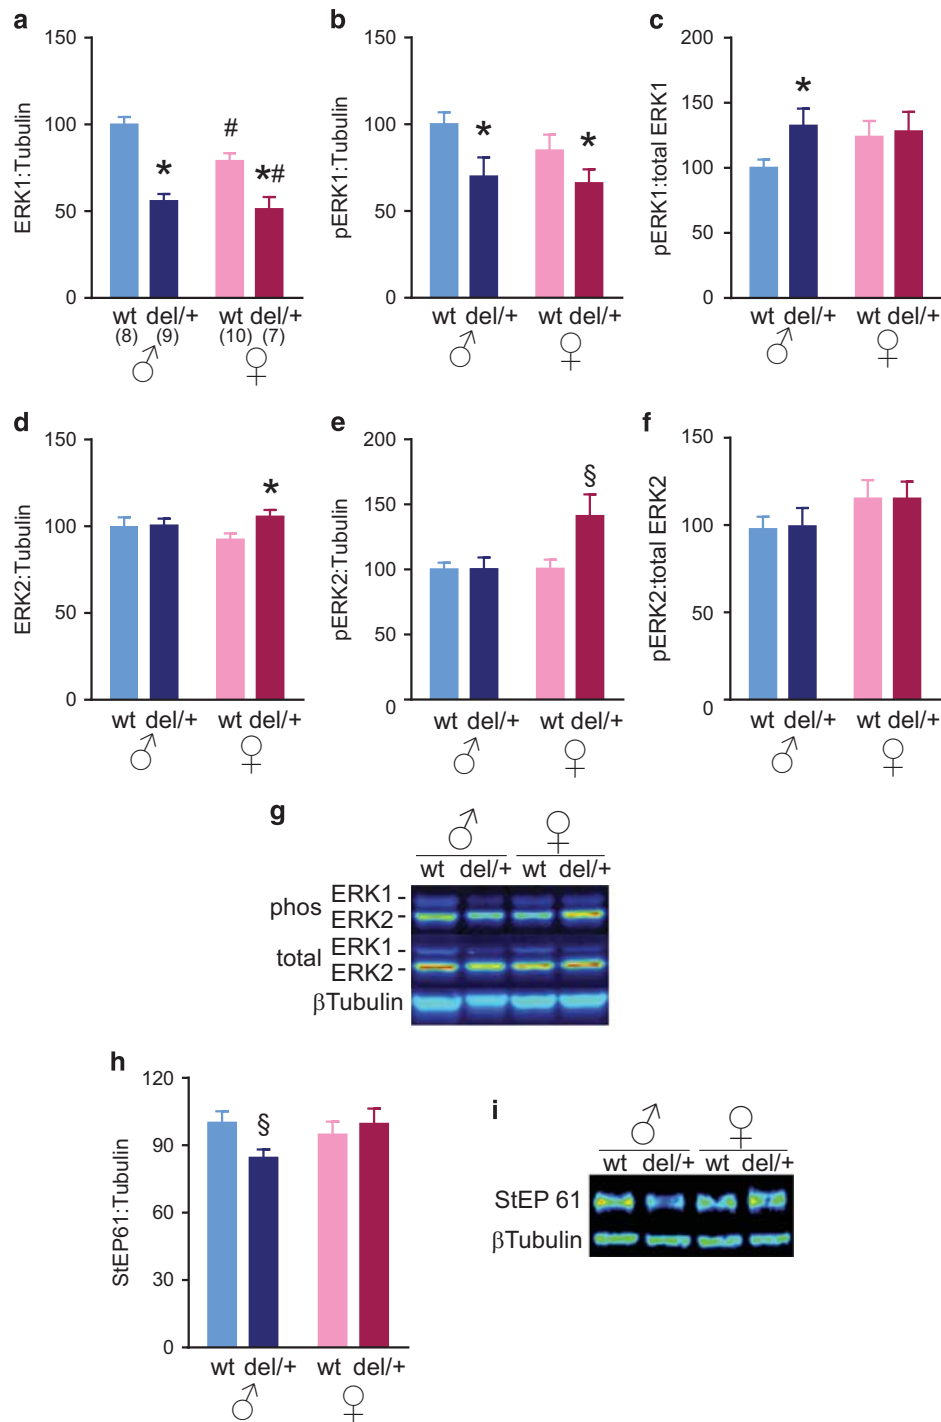 a
ERK1:Tubulin
150
100
50
0
#
*
*#
wt del/+ wt del/+
(8) (9) (10) (7)
♂ ♀
b
pERK1:Tubulin
150
100
50
0
* *
wt del/+ wt del/+
♂ ♀
c
pERK1:total ERK1
200
150
100
50
0
*
wt del/+ wt del/+
♂ ♀
d
ERK2:Tubulin
150
100
50
0
*
wt del/+ wt del/+
♂ ♀
e
pERK2:Tubulin
200
150
100
50
0
§
wt del/+ wt del/+
♂ ♀
f
pERK2:total ERK2
150
100
50
0
wt del/+ wt del/+
♂ ♀
g
♂ ♀
wt del/+ wt del/+
phos
ERK1-
ERK2-
total
ERK1-
ERK2-
βTubulin
h
StEP61:Tubulin
120
90
60
30
0
§
wt del/+ wt del/+
♂ ♀
i
♂ ♀
wt del/+ wt del/+
StEP 61
βTubulin